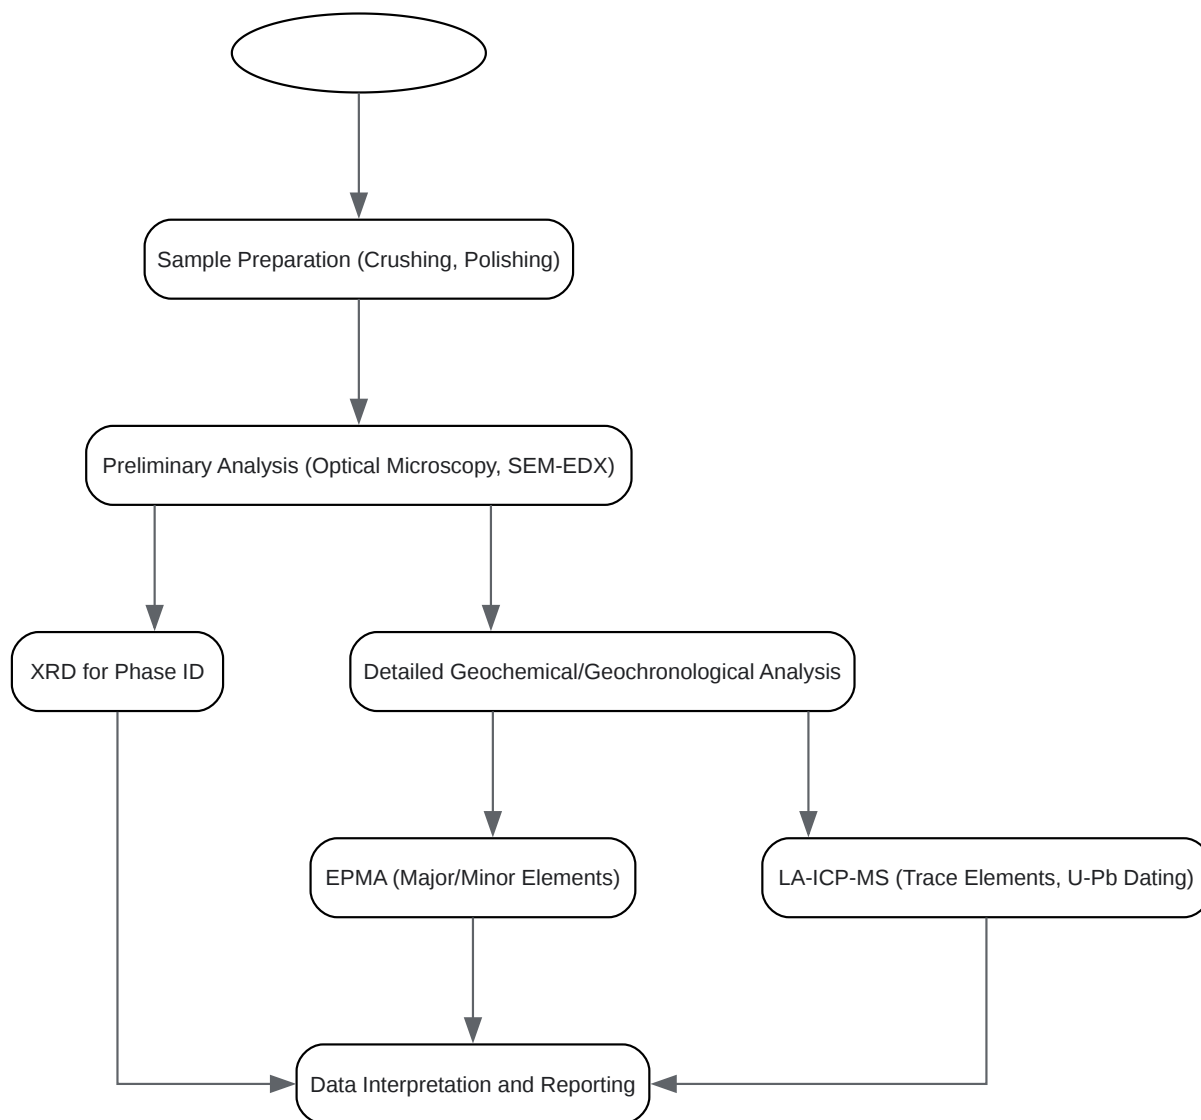 Sample Preparation (Crushing, Polishing)
Preliminary Analysis (Optical Microscopy, SEM-EDX)
XRD for Phase ID
Detailed Geochemical/Geochronological Analysis
EPMA (Major/Minor Elements)
LA-ICP-MS (Trace Elements, U-Pb Dating)
Data Interpretation and Reporting